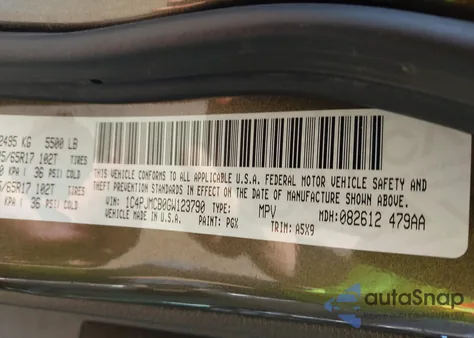 2495 KG 5500 LB
5/65R17 102T TIRES
0 KPA ( 36 PSI) COLD
5/65R17 102T TIRES
KPA ( 36 PSI) COLD
THIS VEHICLE CONFORMS TO ALL APPLICABLE U.S.A. FEDERAL MOTOR VEHICLE SAFETY AND
THEFT PREVENTION STANDARDS IN EFFECT ON THE DATE OF MANUFACTURE SHOWN ABOVE.
VIN: 1C4PJMCB0GW123790 TYPE: MPV MDH:082612 479AA
MADE IN U.S.A. PAINT: PGX TRIM: A5X9
autoSnap